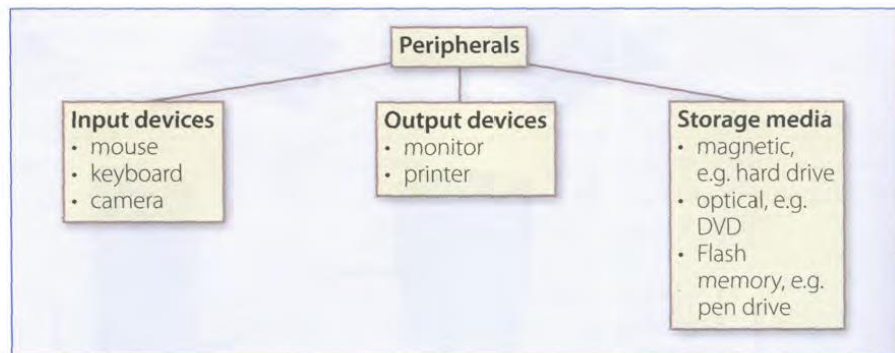 Peripherals
Input devices
• mouse
• keyboard
• camera
Output devices
• monitor
• printer
Storage media
• magnetic,
e.g. hard drive
• optical, e.g.
DVD
• Flash
memory, e.g.
pen drive